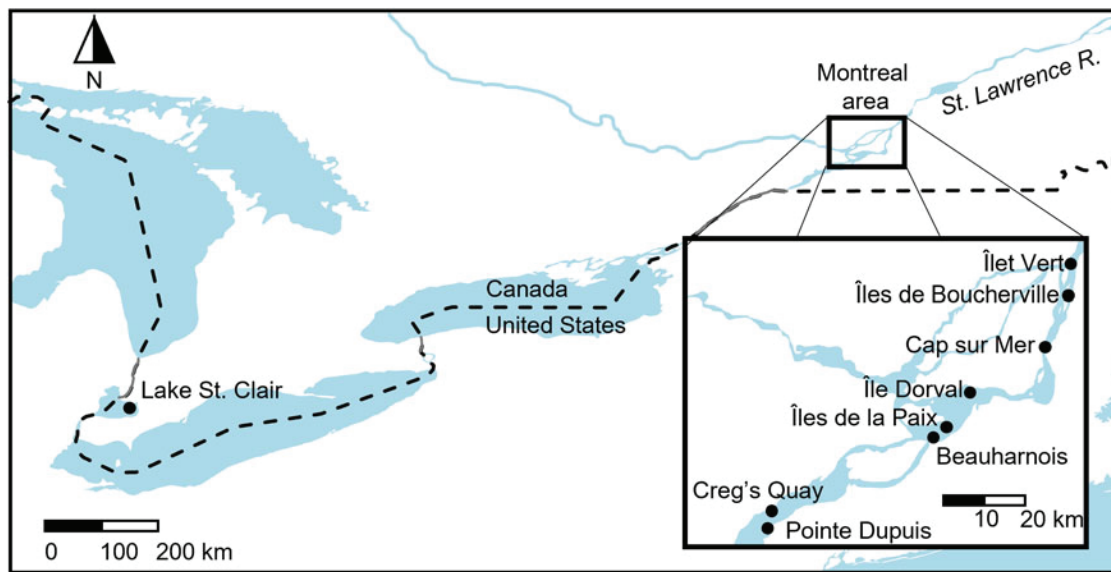 N
Montreal
area
St. Lawrence R.
Canada
United States
Lake St. Clair
0 100 200 km
Îlet Vert
Îles de Boucherville
Cap sur Mer
Île Dorval
Îles de la Paix
Beauharnois
Creg's Quay
Pointe Dupuis
10 20 km